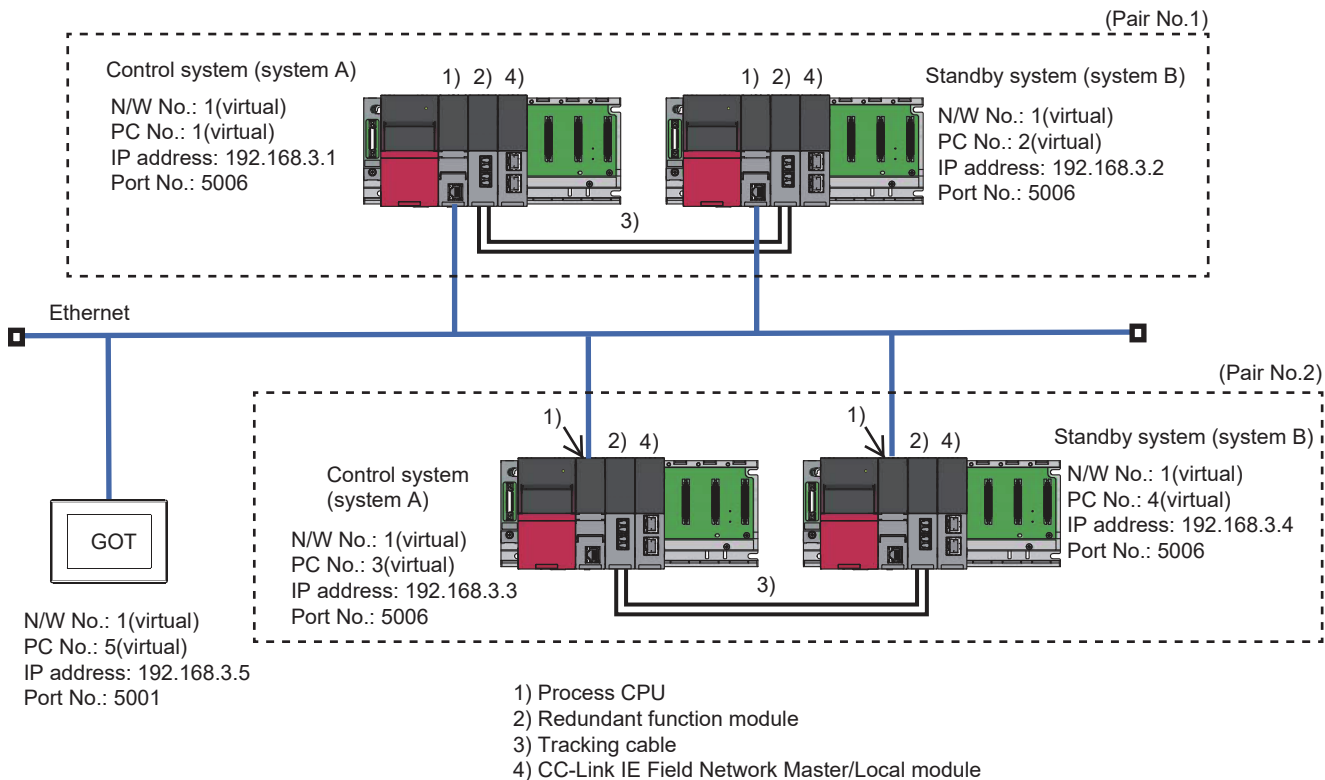 (Pair No.1)
Control system (system A)
N/W No.: 1(virtual)
PC No.: 1(virtual)
IP address: 192.168.3.1
Port No.: 5006
1) 2) 4)
1) 2) 4)
Standby system (system B)
N/W No.: 1(virtual)
PC No.: 2(virtual)
IP address: 192.168.3.2
Port No.: 5006
3)
Ethernet
(Pair No.2)
1)
2) 4)
Control system
(system A)
N/W No.: 1(virtual)
PC No.: 3(virtual)
IP address: 192.168.3.3
Port No.: 5006
1)
2) 4)
Standby system (system B)
N/W No.: 1(virtual)
PC No.: 4(virtual)
IP address: 192.168.3.4
Port No.: 5006
3)
GOT
N/W No.: 1(virtual)
PC No.: 5(virtual)
IP address: 192.168.3.5
Port No.: 5001
1) Process CPU
2) Redundant function module
3) Tracking cable
4) CC-Link IE Field Network Master/Local module